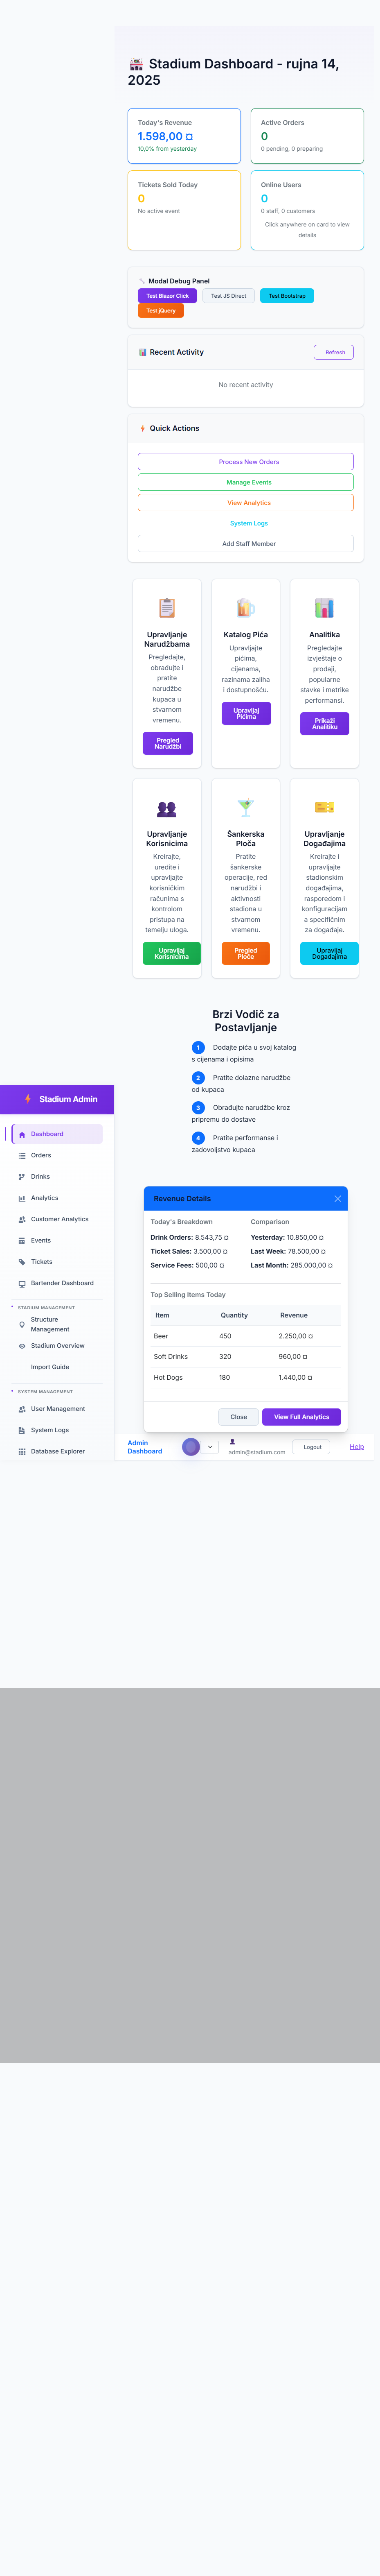 Stadium Dashboard - rujna 14,
2025
Today's Revenue
1.598,00 ¤
10,0% from yesterday
Active Orders
0
0 pending, 0 preparing
Tickets Sold Today
0
No active event
Online Users
0
0 staff, 0 customers
Click anywhere on card to view
details
Modal Debug Panel
Test Blazor Click
Test JS Direct
Test Bootstrap
Test jQuery
Recent Activity
Refresh
No recent activity
Quick Actions
Process New Orders
Manage Events
View Analytics
System Logs
Add Staff Member
Upravljanje
Narudžbama
Pregledajte,
obrađujte i
pratite
narudžbe
kupaca u
stvarnom
vremenu.
Pregled
Narudžbi
Katalog Pića
Upravljajte
pićima,
cijenama,
razinama zaliha
i dostupnošću.
Upravljaj
Pićima
Analitika
Pregledajte
izvještaje o
prodaji,
popularne
stavke i metrike
performansi.
Prikaži
Analitiku
Upravljanje
Korisnicima
Kreirajte,
uredite i
upravljajte
korisničkim
računima s
kontrolom
pristupa na
temelju uloga.
Upravljaj
Korisnicima
Šankerska
Ploča
Pratite
šankerske
operacije, red
narudžbi i
aktivnosti
stadiona u
stvarnom
vremenu.
Pregled
Ploče
Upravljanje
Događajima
Kreirajte i
upravljajte
stadionskim
događajima,
rasporedom i
konfiguracijam
a specifičnim
za događaje.
Upravljaj
Događajima
Brzi Vodič za
Postavljanje
1 Dodajte pića u svoj katalog
s cijenama i opisima
2 Pratite dolazne narudžbe
od kupaca
3 Obrađujte narudžbe kroz
pripremu do dostave
4 Pratite performanse i
zadovoljstvo kupaca
Stadium Admin
Dashboard
Orders
Drinks
Analytics
Customer Analytics
Events
Tickets
Bartender Dashboard
STADIUM MANAGEMENT
Structure
Management
Stadium Overview
Import Guide
SYSTEM MANAGEMENT
User Management
System Logs
Database Explorer
Revenue Details
Today's Breakdown
Drink Orders: 8.543,75 ¤
Ticket Sales: 3.500,00 ¤
Service Fees: 500,00 ¤
Comparison
Yesterday: 10.850,00 ¤
Last Week: 78.500,00 ¤
Last Month: 285.000,00 ¤
Top Selling Items Today
Item Quantity Revenue
Beer 450 2.250,00 ¤
Soft Drinks 320 960,00 ¤
Hot Dogs 180 1.440,00 ¤
Close
View Full Analytics
Admin
Dashboard
admin@stadium.com
Logout
Help